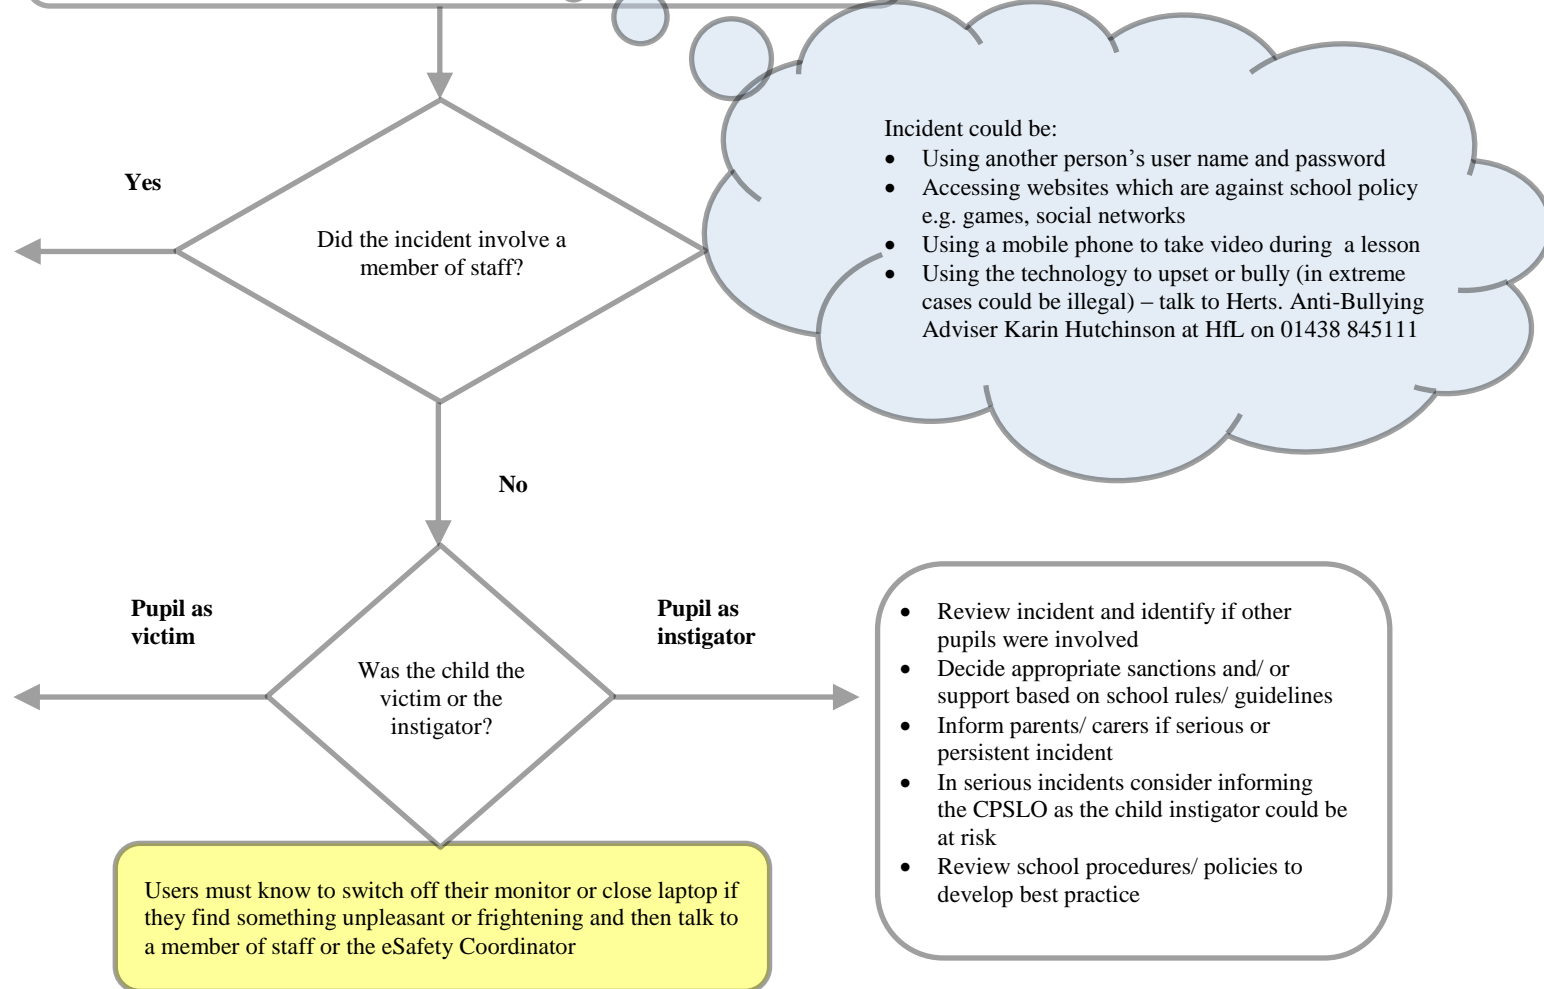 Incident could be:
• Using another person’s user name and password
• Accessing websites which are against school policy
e.g. games, social networks
• Using a mobile phone to take video during a lesson
• Using the technology to upset or bully (in extreme
cases could be illegal) – talk to Herts. Anti-Bullying
Adviser Karin Hutchinson at HfL on 01438 845111
Yes
Did the incident involve a
member of staff?
No
Pupil as
victim
Was the child the
victim or the
instigator?
Pupil as
instigator
• Review incident and identify if other
pupils were involved
• Decide appropriate sanctions and/ or
support based on school rules/ guidelines
• Inform parents/ carers if serious or
persistent incident
• In serious incidents consider informing
the CPSLO as the child instigator could be
at risk
• Review school procedures/ policies to
develop best practice
Users must know to switch off their monitor or close laptop if
they find something unpleasant or frightening and then talk to
a member of staff or the eSafety Coordinator